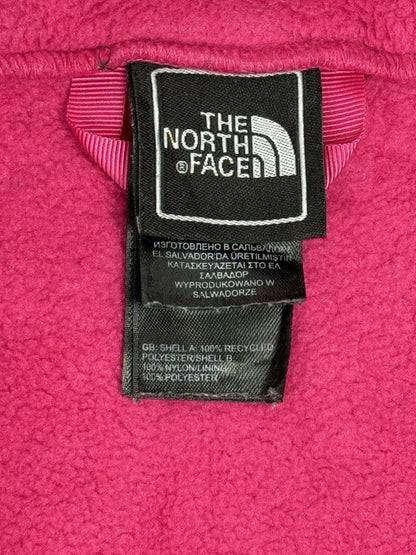 THE
NORTH
®FACE
ИЗГОТОВЛЕНО В САЛЬВАДОРЕ
EL SALVADOR'DA ÜRETILMISTIR
ΚΑΤΑΣΚΕΥΑΖΕΤΑΙ ΣΤΟ ΕΛ
ΣΑΛΒΑΔΟΡ
WYPRODUKOWANO W
SALWADORZE
GB: SHELL A: 100% RECYCLED
POLYESTER/SHELL B:
100% NYLON/LINING
100% POLYESTER